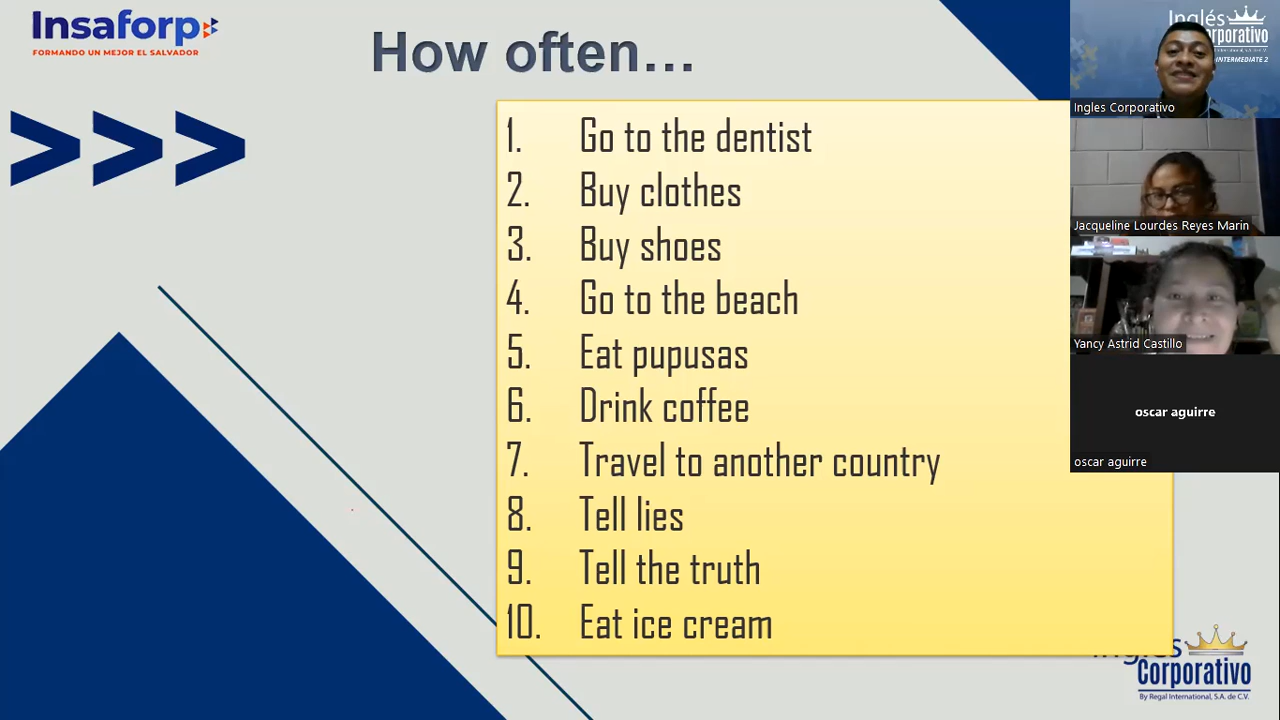 Insaforp
FORMANDO UN MEJOR EL SALVADOR
How often...
>>>
1. Go to the dentist
2. Buy clothes
3. Buy shoes
4. Go to the beach
5. Eat pupusas
6. Drink coffee
7. Travel to another country
8. Tell lies
9. Tell the truth
10. Eat ice cream
Inglés
Corporativo
INTERMEDIATE 2
Ingles Corporativo
Jacqueline Lourdes Reyes Marin
Yancy Astrid Castillo
oscar aguirre
oscar aguirre
Inglés
Corporativo
By Regal International, S.A. de C.V.